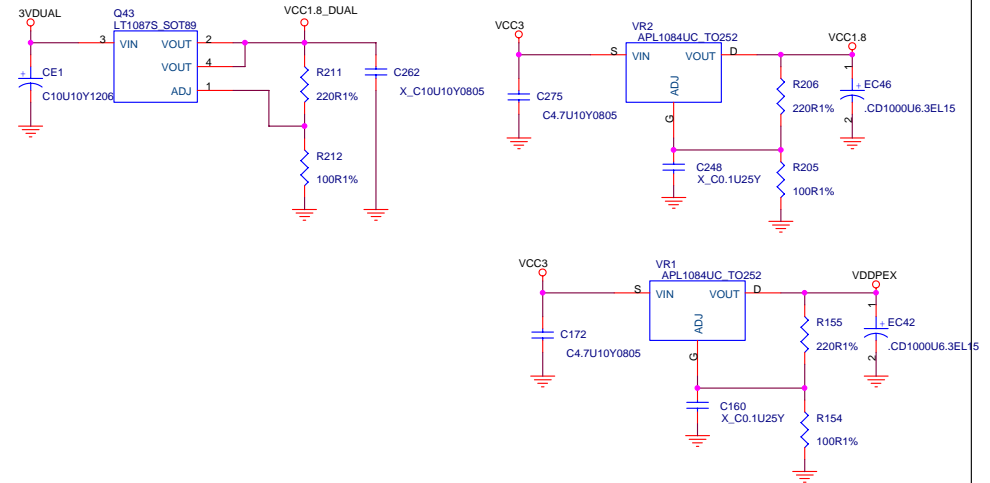 3VDUAL
Q43
LT1087S_SOT89
VCC1.8_DUAL
3
VIN
VOUT
2
VOUT
4
ADJ
1
+
CE1
C10U10Y1206
R211
220R1%
C262
X_C10U10Y0805
R212
100R1%
VCC3
VR2
APL1084UC_TO252
VCC1.8
S
VIN
VOUT
D
ADJ
G
C275
C4.7U10Y0805
R206
220R1%
1
+
EC46
.CD1000U6.3EL15
2
C248
X_C0.1U25Y
R205
100R1%
VCC3
VR1
APL1084UC_TO252
VDDPEX
S
VIN
VOUT
D
ADJ
G
C172
C4.7U10Y0805
R155
220R1%
1
+
EC42
.CD1000U6.3EL15
2
C160
X_C0.1U25Y
R154
100R1%